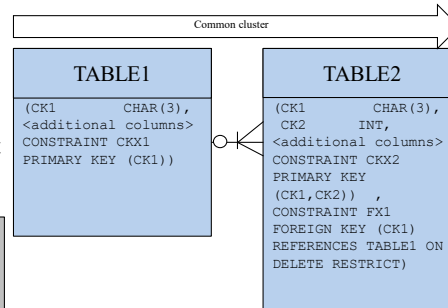 Common cluster
TABLE1
(CK1 CHAR(3),
<additional columns>
CONSTRAINT CKX1
PRIMARY KEY (CK1))
TABLE2
(CK1 CHAR(3),
CK2 INT,
<additional columns>
CONSTRAINT CKX2
PRIMARY KEY
(CK1,CK2)) ,
CONSTRAINT FX1
FOREIGN KEY (CK1)
REFERENCES TABLE1 ON
DELETE RESTRICT)